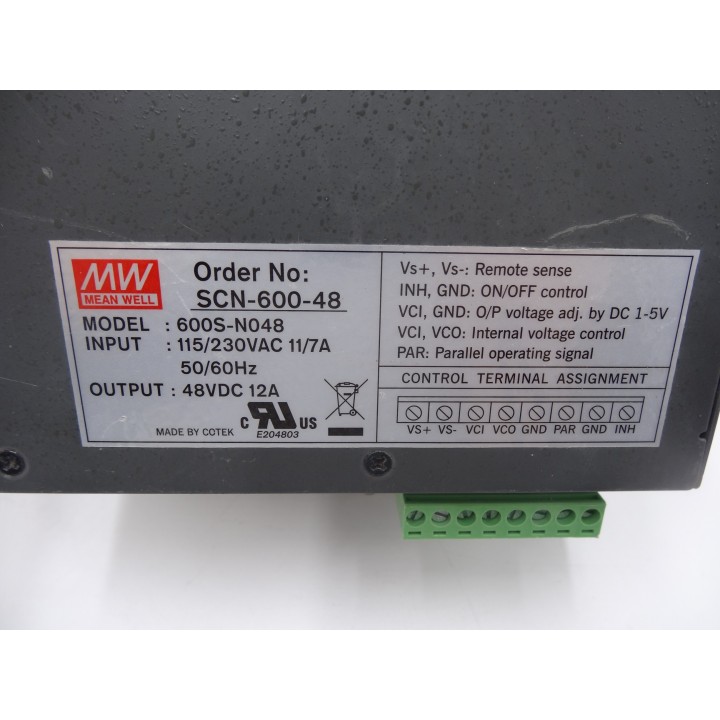 MW
MEAN WELL
Order No:
SCN-600-48
MODEL : 600S-N048
INPUT : 115/230VAC 11/7A
50/60Hz
OUTPUT : 48VDC 12A
C RU US
E204803
MADE BY COTEK
Vs+, Vs-: Remote sense
INH, GND: ON/OFF control
VCI, GND: O/P voltage adj. by DC 1-5V
VCI, VCO: Internal voltage control
PAR: Parallel operating signal
CONTROL TERMINAL ASSIGNMENT
VS+ VS- VCI VCO GND PAR GND INH